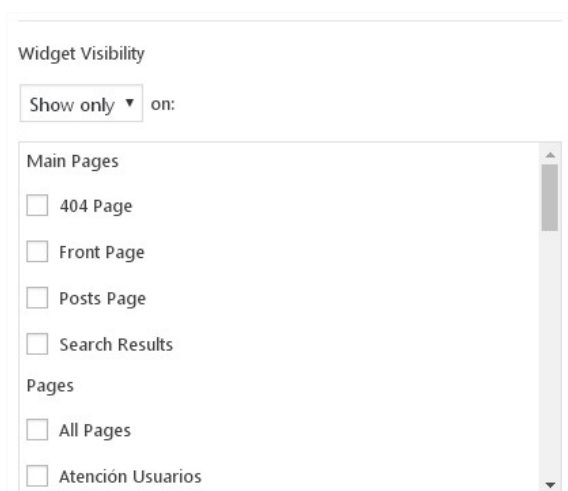 Widget Visibility
Show only on:
Main Pages
404 Page
Front Page
Posts Page
Search Results
Pages
All Pages
Atención Usuarios